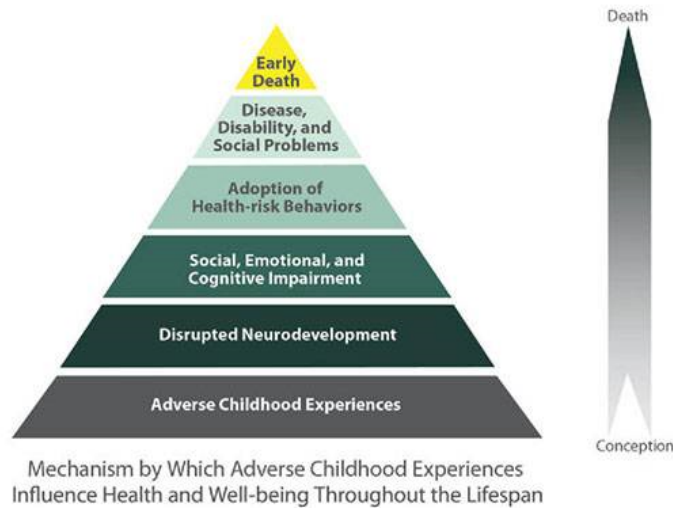 Death
Early
Death
Disease,
Disability, and
Social Problems
Adoption of
Health-risk Behaviors
Social, Emotional, and
Cognitive Impairment
Disrupted Neurodevelopment
Adverse Childhood Experiences
Conception
Mechanism by Which Adverse Childhood Experiences
Influence Health and Well-being Throughout the Lifespan